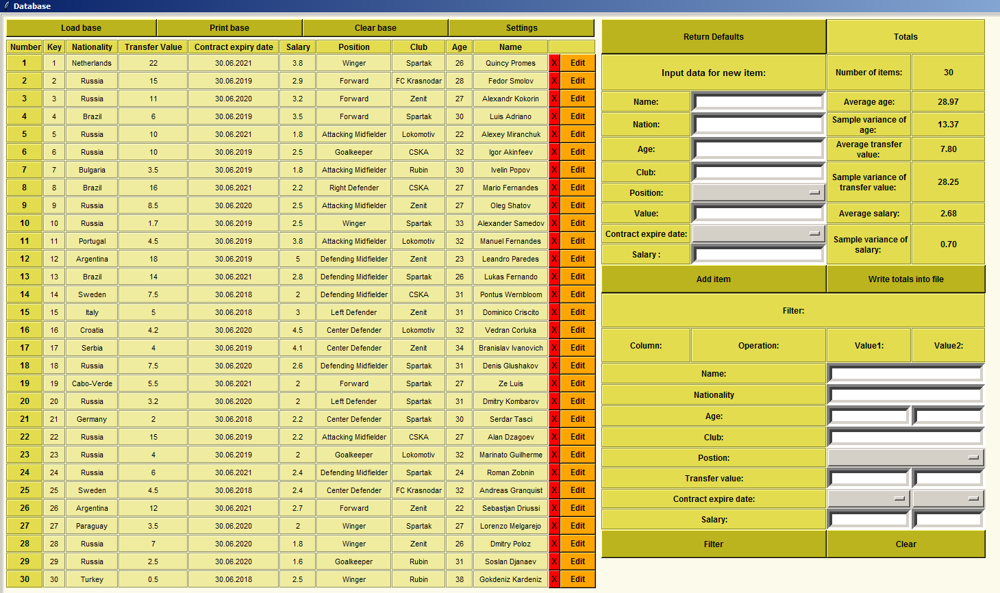 Database
Load base Print base Clear base Settings
Number Key Nationality Transfer Value Contract expiry date Salary Position Club Age Name
1 1 Netherlands 22 30.06.2021 3.8 Winger Spartak 26 Quincy Promes X Edit
2 2 Russia 15 30.06.2019 2.9 Forward FC Krasnodar 28 Fedor Smolov X Edit
3 3 Russia 11 30.06.2020 3.2 Forward Zenit 27 Alexandr Kokorin X Edit
4 4 Brazil 6 30.06.2019 3.5 Forward Spartak 30 Luis Adriano X Edit
5 5 Russia 10 30.06.2021 1.8 Attacking Midfielder Lokomotiv 22 Alexey Miranchuk X Edit
6 6 Russia 10 30.06.2019 2.5 Goalkeeper CSKA 32 Igor Akinfeev X Edit
7 7 Bulgaria 3.5 30.06.2021 1.8 Attacking Midfielder Rubin 30 Ivelin Popov X Edit
8 8 Brazil 16 30.06.2021 2.2 Right Defender CSKA 27 Mario Fernandes X Edit
9 9 Russia 8.5 30.06.2020 2.5 Attacking Midfielder Zenit 27 Oleg Shatov X Edit
10 10 Russia 1.7 30.06.2019 2.5 Winger Spartak 33 Alexander Samedov X Edit
11 11 Portugal 4.5 30.06.2019 3.8 Attacking Midfielder Lokomotiv 32 Manuel Fernandes X Edit
12 12 Argentina 18 30.06.2019 5 Defending Midfielder Zenit 23 Leandro Paredes X Edit
13 13 Brazil 14 30.06.2021 2.8 Defending Midfielder Spartak 26 Lukas Fernando X Edit
14 14 Sweden 7.5 30.06.2018 2 Defending Midfielder CSKA 31 Pontus Wernbloom X Edit
15 15 Italy 5 30.06.2018 3 Left Defender Zenit 31 Dominico Criscito X Edit
16 16 Croatia 4.2 30.06.2019 4.5 Center Defender Lokomotiv 32 Vedran Corluka X Edit
17 17 Serbia 4 30.06.2019 4.1 Center Defender Zenit 34 Branislav Ivanovich X Edit
18 18 Russia 7.5 30.06.2020 2.6 Defending Midfielder Spartak 31 Denis Glushakov X Edit
19 19 Cabo-Verde 5.5 30.06.2021 2 Forward Spartak 27 Ze Luis X Edit
20 20 Russia 3.2 30.06.2020 2 Left Defender Spartak 31 Dmitry Kombarov X Edit
21 21 Germany 2 30.06.2018 2.2 Center Defender Spartak 30 Serdar Tasci X Edit
22 22 Russia 15 30.06.2019 2.2 Attacking Midfielder CSKA 27 Alan Dzagoev X Edit
23 23 Russia 4 30.06.2019 2 Goalkeeper Lokomotiv 32 Marinato Guilherme X Edit
24 24 Russia 6 30.06.2021 2.4 Defending Midfielder Spartak 24 Roman Zobnin X Edit
25 25 Sweden 4.5 30.06.2018 2.4 Center Defender FC Krasnodar 32 Andreas Granquist X Edit
26 26 Argentina 12 30.06.2021 2.7 Forward Zenit 22 Sebastjan Driussi X Edit
27 27 Paraguay 3.5 30.06.2020 2 Winger Spartak 27 Lorenzo Melgarejo X Edit
28 28 Russia 7 30.06.2020 1.8 Winger Zenit 26 Dmitry Poloz X Edit
29 29 Russia 2.5 30.06.2020 1.6 Goalkeeper Rubin 31 Soslan Djanaev X Edit
30 30 Turkey 0.5 30.06.2018 2.5 Winger Rubin 38 Gokdeniz Kardeniz X Edit
Return Defaults Totals
Input data for new item: Number of items: 30
Name: Average age: 28.97
Nation: Sample variance of
age: 13.37
Age: Average transfer
value: 7.80
Club: Sample variance of
transfer value: 28.25
Position:
Value: Average salary: 2.68
Contract expire date: Sample variance of
salary: 0.70
Salary :
Add item Write totals into file
Filter:
Column: Operation: Value1: Value2:
Name:
Nationality
Age:
Club:
Postion:
Transfer value:
Contract expire date:
Salary:
Filter Clear